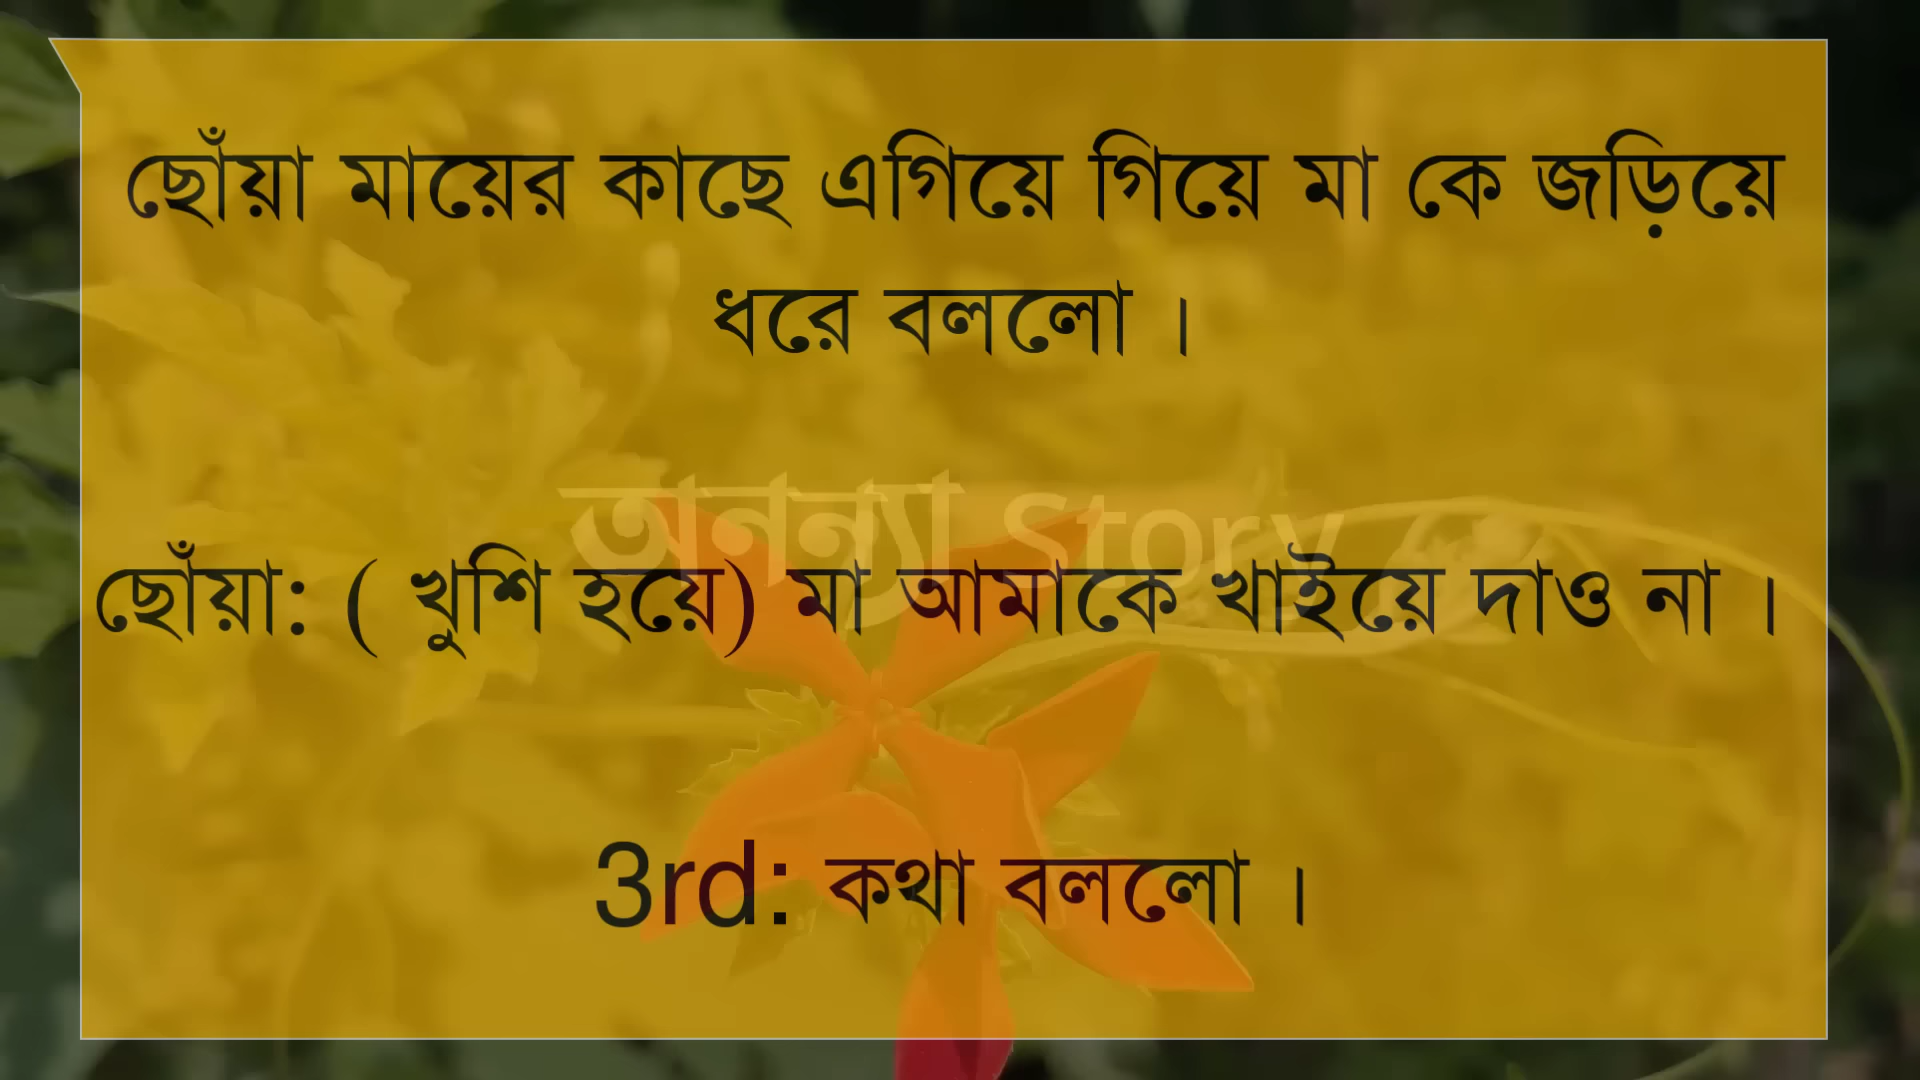 ছোঁয়া মায়ের কাছে এগিয়ে গিয়ে মা কে জড়িয়ে
ধরে বললো ।
অনন্যা Story
ছোঁয়া: ( খুশি হয়ে) মা আমাকে খাইয়ে দাও না ।
3rd: কথা বললো ।